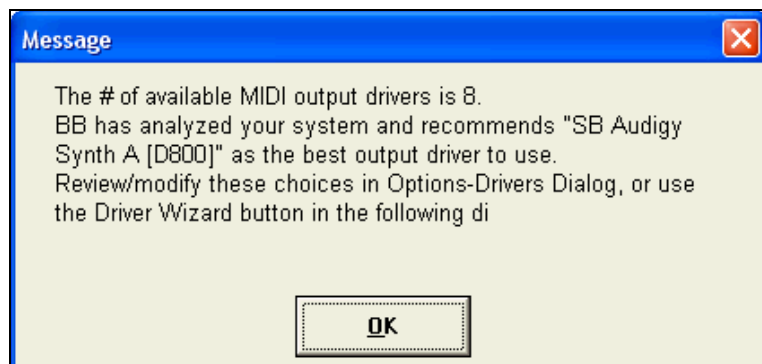 Message
The # of available MIDI output drivers is 8.
BB has analyzed your system and recommends "SB Audigy
Synth A [D800]" as the best output driver to use.
Review/modify these choices in Options-Drivers Dialog, or use
the Driver Wizard button in the following di
OK